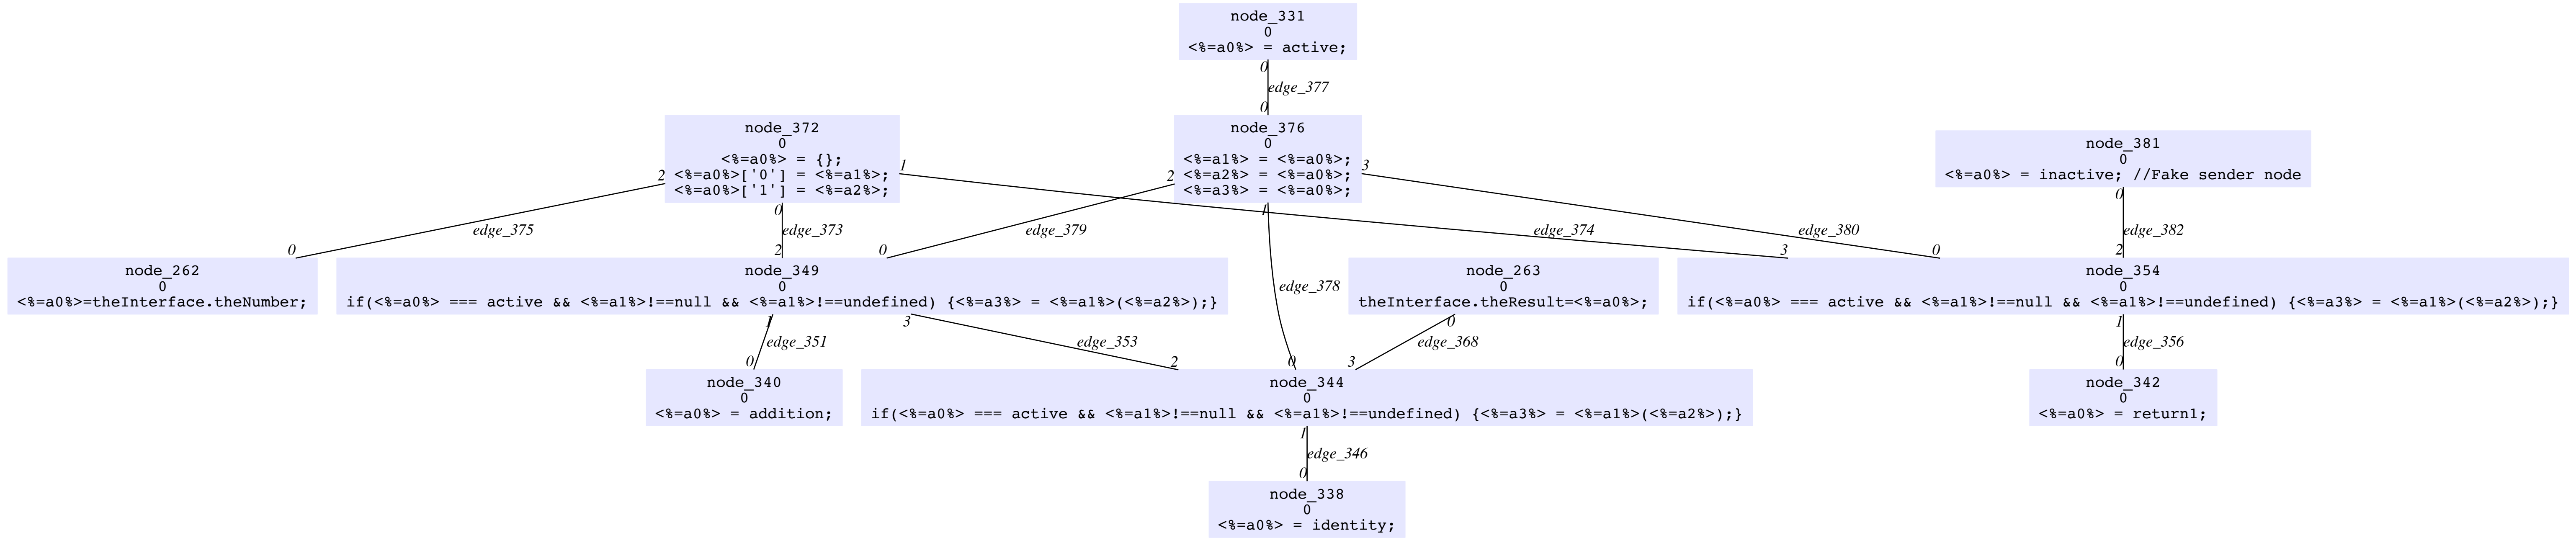 node_331
0
<%=a0%> = active;
0
edge_377
0
node_372
0
<%=a0%> = {};
<%=a0%>['0'] = <%=a1%>;
<%=a0%>['1'] = <%=a2%>;
2
1
0
node_376
0
<%=a1%> = <%=a0%>;
<%=a2%> = <%=a0%>;
<%=a3%> = <%=a0%>;
2
3
1
node_381
0
<%=a0%> = inactive; //Fake sender node
0
edge_375
edge_373
edge_379
edge_374
edge_380
edge_382
0
2
0
3
0
2
node_262
0
<%=a0%>=theInterface.theNumber;
node_349
0
if(<%=a0%> === active && <%=a1%>!==null && <%=a1%>!==undefined) {<%=a3%> = <%=a1%>(<%=a2%>);}
1
3
edge_378
node_263
0
theInterface.theResult=<%=a0%>;
0
node_354
0
if(<%=a0%> === active && <%=a1%>!==null && <%=a1%>!==undefined) {<%=a3%> = <%=a1%>(<%=a2%>);}
1
edge_351
edge_353
edge_368
edge_356
0
2
0
3
0
node_340
0
<%=a0%> = addition;
node_344
0
if(<%=a0%> === active && <%=a1%>!==null && <%=a1%>!==undefined) {<%=a3%> = <%=a1%>(<%=a2%>);}
1
node_342
0
<%=a0%> = return1;
edge_346
0
node_338
0
<%=a0%> = identity;